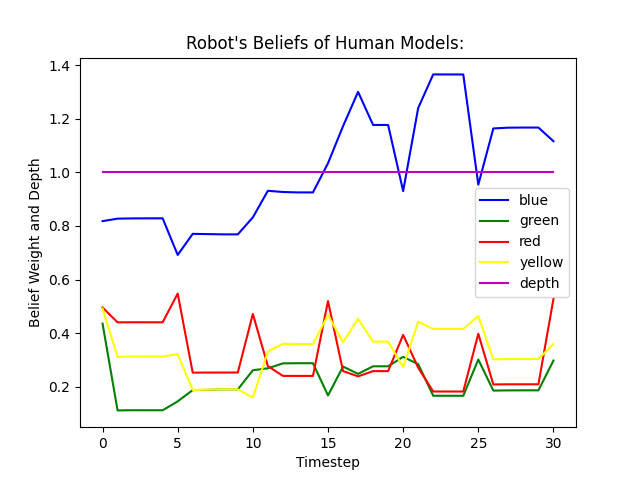 Robot's Beliefs of Human Models:
Belief Weight and Depth
1.4
1.2
1.0
0.8
0.6
0.4
0.2
blue
green
red
yellow
depth
0 5 10 15 20 25 30
Timestep